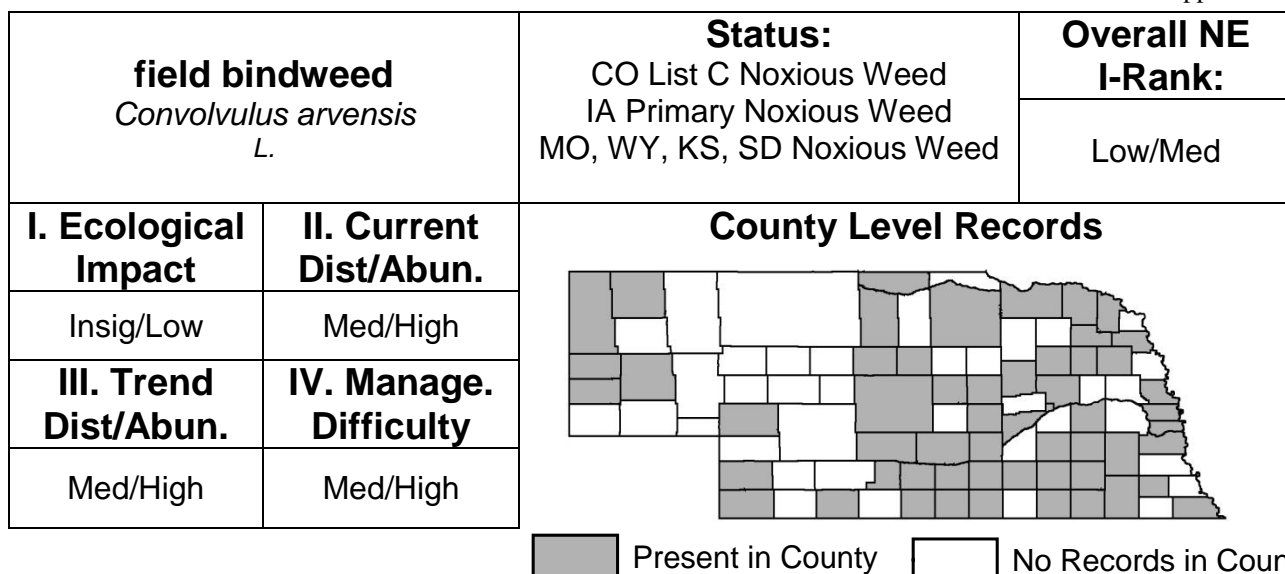 field bindweed
Convolvulus arvensis
L.
Status:
CO List C Noxious Weed
IA Primary Noxious Weed
MO, WY, KS, SD Noxious Weed
Overall NE
I-Rank:
Low/Med
I. Ecological
Impact
II. Current
Dist/Abun.
Insig/Low
Med/High
III. Trend
Dist/Abun.
IV. Manage.
Difficulty
Med/High
Med/High
County Level Records
Present in County
No Records in Coun